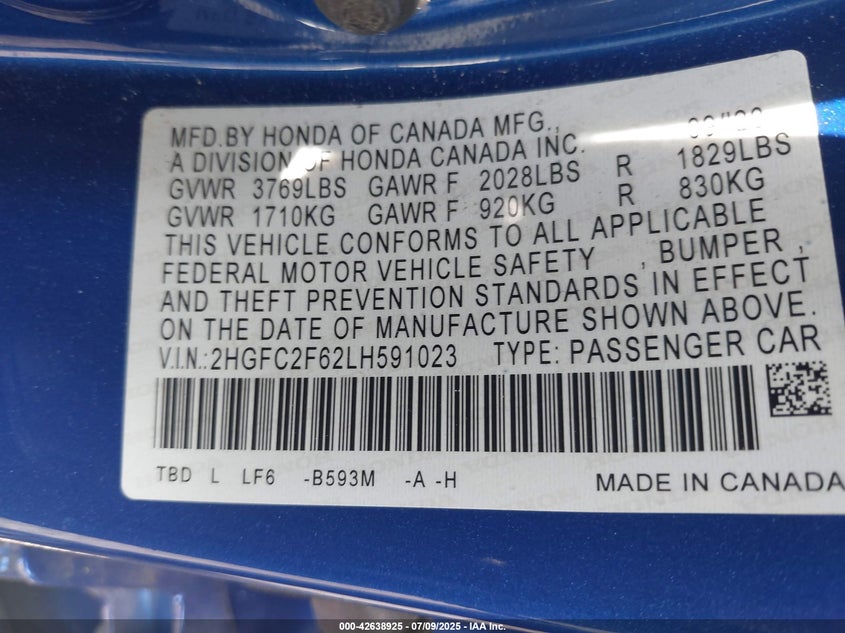 MFD.BY HONDA OF CANADA MFG.,
A DIVISION OF HONDA CANADA INC.
GVWR 3769LBS GAWR F 2028LBS R 1829LBS
GVWR 1710KG GAWR F 920KG R 830KG
THIS VEHICLE CONFORMS TO ALL APPLICABLE
FEDERAL MOTOR VEHICLE SAFETY , BUMPER ,
AND THEFT PREVENTION STANDARDS IN EFFECT
ON THE DATE OF MANUFACTURE SHOWN ABOVE.
V.I.N.:2HGFC2F62LH591023 TYPE: PASSENGER CAR
TBD L LF6 -B593M -A -H MADE IN CANADA
000-42638925 - 07/09/2025 - IAA Inc.